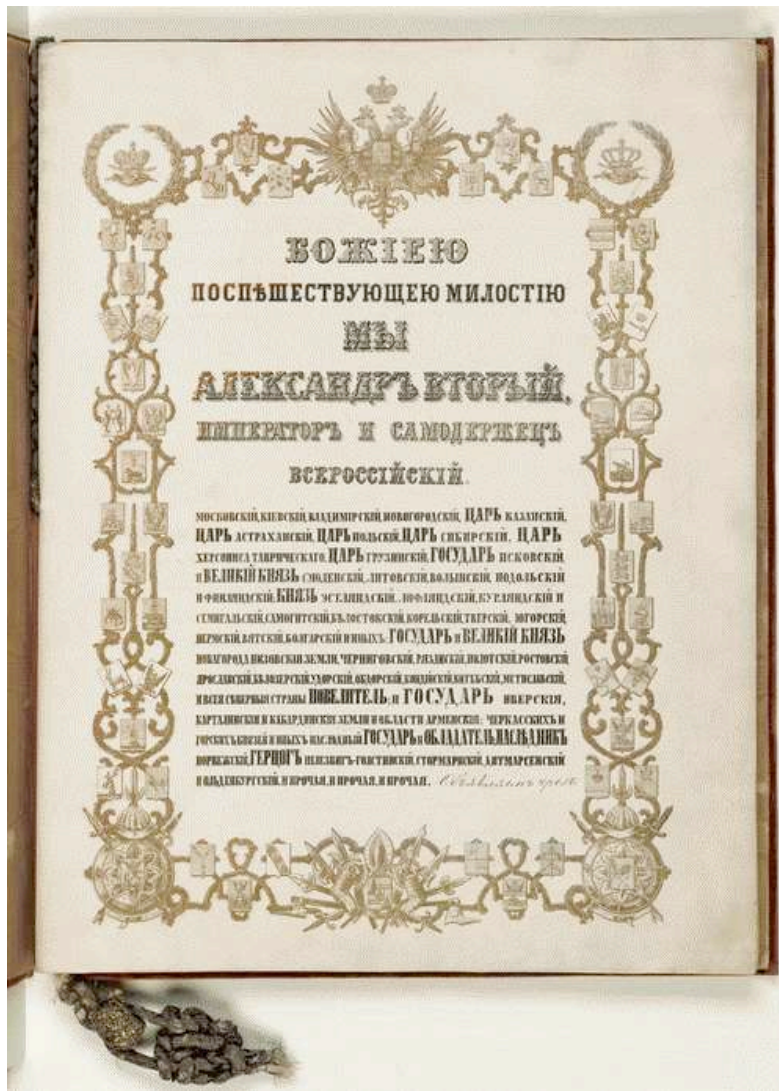 БОЖІЕЮ
ПОСПѢШЕСТВУЮЩЕЮ МИЛОСТІЮ
МЫ
АЛЕКСАНДРЪ ВТОРЫЙ,
ИМПЕРАТОРЪ И САМОДЕРЖЕЦЪ
ВСЕРОССІЙСКІЙ.
МОСКОВСКІЙ, КІЕВСКІЙ, ВЛАДИМІРСКІЙ, НОВОГОРОДСКІЙ, ЦАРЬ КАЗАНСКІЙ,
ЦАРЬ АСТРАХАНСКІЙ, ЦАРЬ ПОЛЬСКІЙ, ЦАРЬ СИБИРСКІЙ, ЦАРЬ
ХЕРСОНИСА ТАВРИЧЕСКАГО, ЦАРЬ ГРУЗИНСКІЙ, ГОСУДАРЬ ПСКОВСКІЙ
И ВЕЛИКІЙ КНЯЗЬ СМОЛЕНСКІЙ, ЛИТОВСКІЙ, ВОЛЫНСКІЙ, ПОДОЛЬСКІЙ
И ФИНЛЯНДСКІЙ; КНЯЗЬ ЭСТЛЯНДСКІЙ, ЛИФЛЯНДСКІЙ, КУРЛЯНДСКІЙ И
СЕМИГАЛЬСКІЙ, САМОГИТСКІЙ, БѢЛОСТОКСКІЙ, КОРЕЛЬСКІЙ, ТВЕРСКІЙ, ЮГОРСКІЙ,
ПЕРМСКІЙ, ВЯТСКІЙ, БОЛГАРСКІЙ И ИНЫХЪ: ГОСУДАРЬ И ВЕЛИКІЙ КНЯЗЬ
НОВАГОРОДА НИЗОВСКІЯ ЗЕМЛИ, ЧЕРНИГОВСКІЙ, РЯЗАНСКІЙ, ПОЛОТСКІЙ, РОСТОВСКІЙ,
ЯРОСЛАВСКІЙ, БѢЛОЗЕРСКІЙ, УДОРСКІЙ, ОБДОРСКІЙ, КОНДІЙСКІЙ, ВИТЕБСКІЙ, МСТИСЛАВСКІЙ,
И ВСЕЯ СѢВЕРНЫЯ СТРАНЫ ПОВЕЛИТЕЛЬ; И ГОСУДАРЬ ИВЕРСКІЯ,
КАРТАЛИНСКІЯ И КАБАРДИНСКІЯ ЗЕМЛИ И ОБЛАСТИ АРМЕНСКІЯ; ЧЕРКАССКИХЪ И
ГОРСКИХЪ КНЯЗЕЙ И ИНЫХЪ НАСЛѢДНЫЙ ГОСУДАРЬ И ОБЛАДАТЕЛЬ, НАСЛѢДНИКЪ
НОРВЕЖСКІЙ, ГЕРЦОГЪ ШЛЕЗВИГЪ-ГОЛСТИНСКІЙ, СТОРМАРНСКІЙ, ДИТМАРСЕНСКІЙ
И ОЛЬДЕНБУРГСКІЙ, И ПРОЧАЯ, И ПРОЧАЯ, И ПРОЧАЯ.